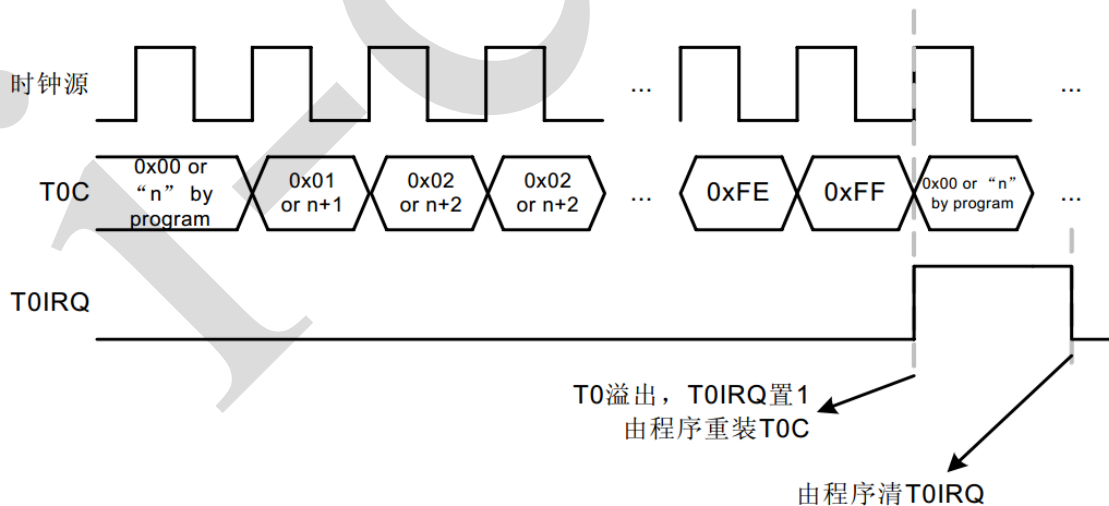 时钟源
...
...
T0C
0x00 or
“n” by
program
0x01
or n+1
0x02
or n+2
0x02
or n+2
...
0xFE
0xFF
0x00 or “n”
by program
...
T0IRQ
T0溢出，T0IRQ置1
由程序重装T0C
由程序清T0IRQ